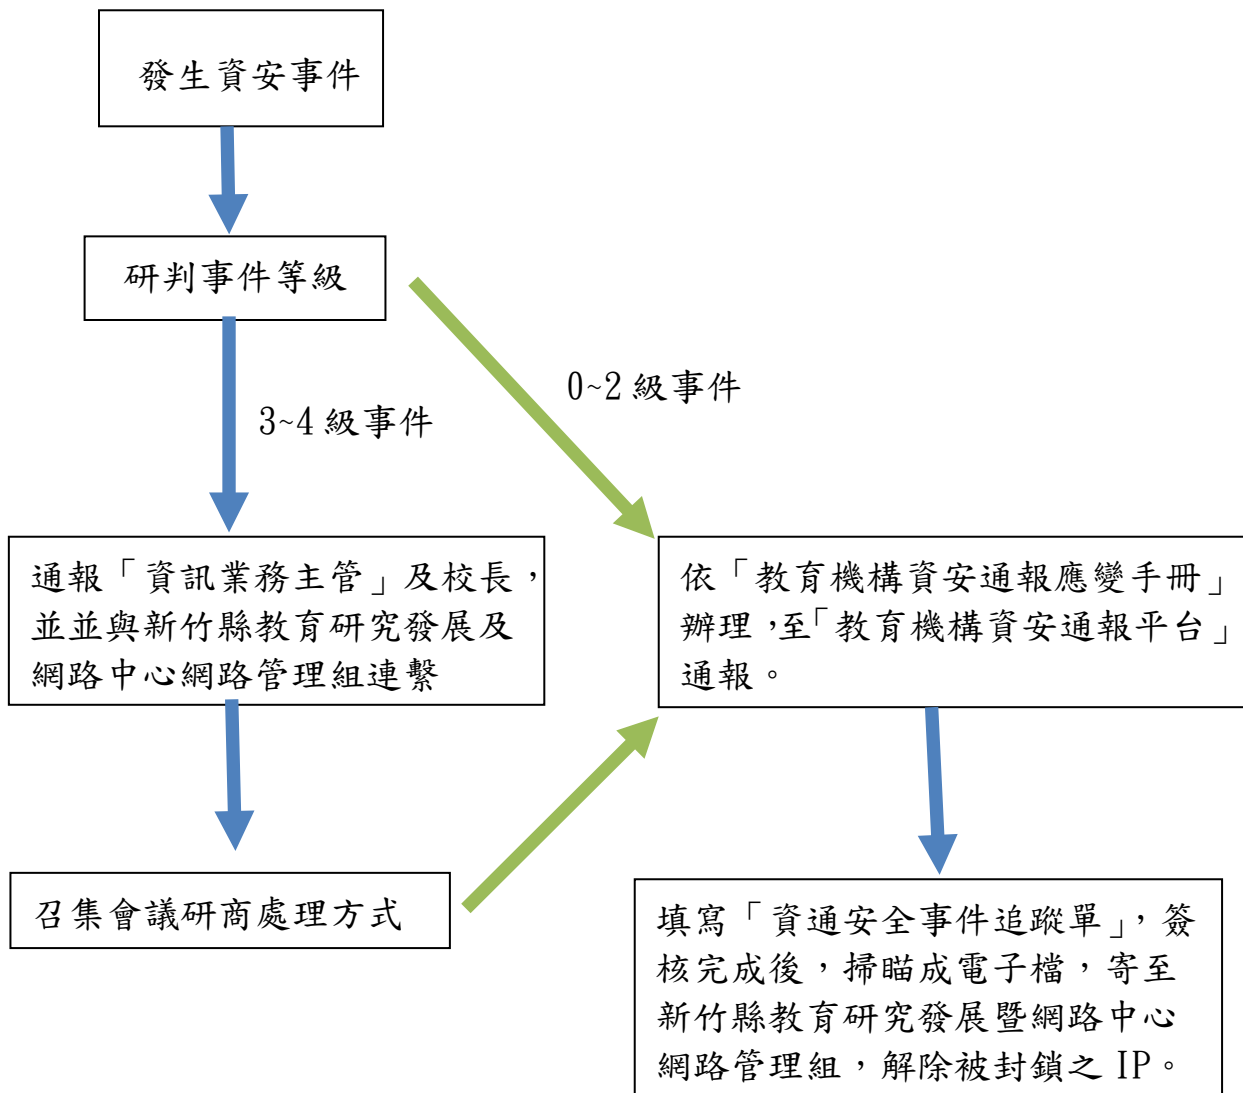 發生資安事件
研判事件等級
0~2 級事件
3~4 級事件
通報「資訊業務主管」及校長，
並並與新竹縣教育研究發展及
網路中心網路管理組連繫
依「教育機構資安通報應變手冊」
辦理，至「教育機構資安通報平台」
通報。
召集會議研商處理方式
填寫「資通安全事件追蹤單」，簽
核完成後，掃瞄成電子檔，寄至
新竹縣教育研究發展暨網路中心
網路管理組，解除被封鎖之 IP。